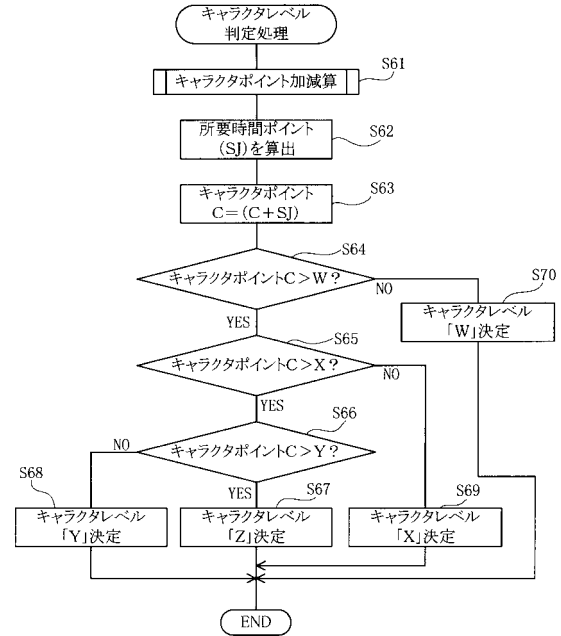 キャラクタレベル
判定処理
S61
キャラクタポイント加減算
S62
所要時間ポイント
(SJ)を算出
S63
キャラクタポイント
C=(C+SJ)
S64
キャラクタポイントC>W?
NO
YES
S70
キャラクタレベル
「W」決定
S65
キャラクタポイントC>X?
NO
YES
S66
キャラクタポイントC>Y?
NO
YES
S68
キャラクタレベル
「Y」決定
S67
キャラクタレベル
「Z」決定
S69
キャラクタレベル
「X」決定
END